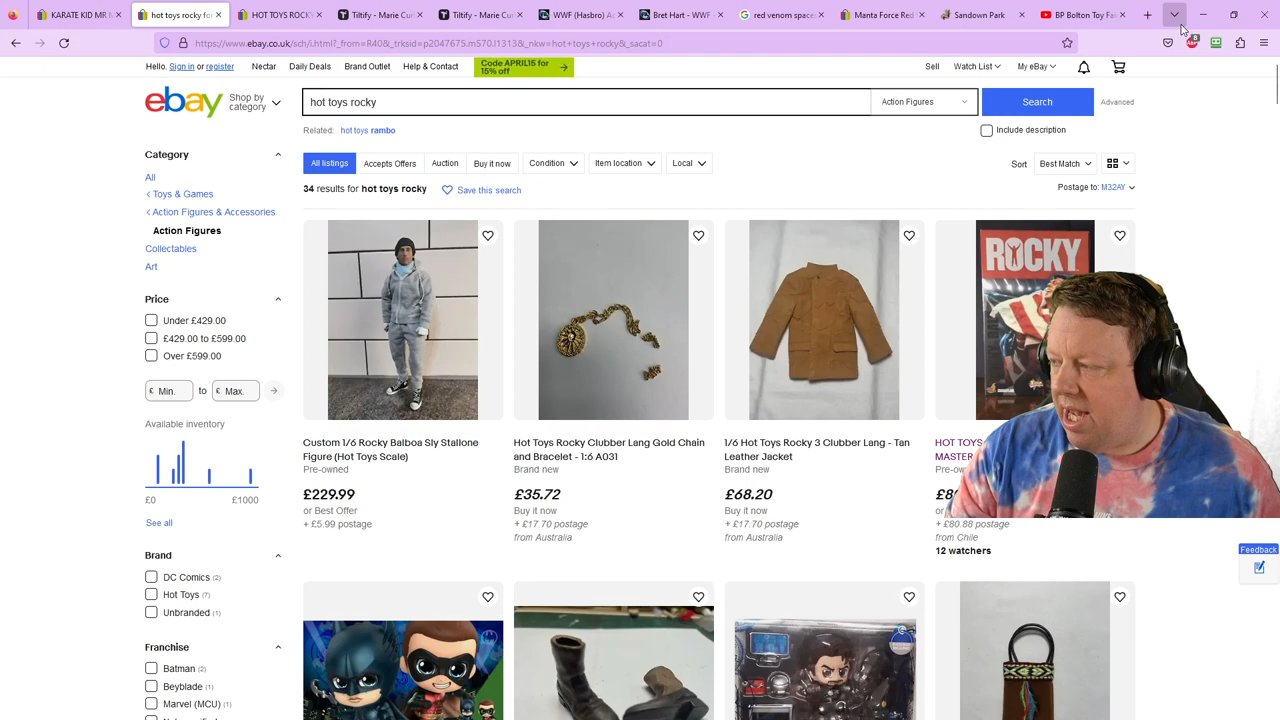 KARATE KID MR M
hot toys rocky for
HOT TOYS ROCKY
Tiltify - Marie Cur
Tiltify - Marie Cur
WWF (Hasbro) Ac
Bret Hart - WWF
red venom space
Manta Force Red
Sandown Park
BP Bolton Toy Fai
https://www.ebay.co.uk/sch/i.html?_from=R40&_trksid=p2047675.m570.l1313&_nkw=hot+toys+rocky&_sacat=0
Hello. Sign in or register
Nectar
Daily Deals
Brand Outlet
Help & Contact
Code APRIL15 for
15% off
Sell
Watch List
My eBay
ebay
Shop by
category
hot toys rocky
Action Figures
Search
Advanced
Related: hot toys rambo
Include description
All listings
Accepts Offers
Auction
Buy it now
Condition
Item location
Local
Sort
Best Match
34 results for hot toys rocky
Save this search
Postage to: M32AY
Category
All
Toys & Games
Action Figures & Accessories
Action Figures
Collectables
Art
Price
Under £429.00
£429.00 to £599.00
Over £599.00
£ Min. to £ Max.
Available inventory
£0 £1000
See all
Brand
DC Comics (2)
Hot Toys (7)
Unbranded (1)
Franchise
Batman (2)
Beyblade (1)
Marvel (MCU) (1)
Custom 1/6 Rocky Balboa Sly Stallone
Figure (Hot Toys Scale)
Pre-owned
£229.99
or Best Offer
+ £5.99 postage
Hot Toys Rocky Clubber Lang Gold Chain
and Bracelet - 1:6 A031
Brand new
£35.72
Buy it now
+ £17.70 postage
from Australia
1/6 Hot Toys Rocky 3 Clubber Lang - Tan
Leather Jacket
Brand new
£68.20
Buy it now
+ £17.70 postage
from Australia
ROCKY
HOT TOYS
MASTER
+ £80.88 postage
from Chile
12 watchers
Feedback